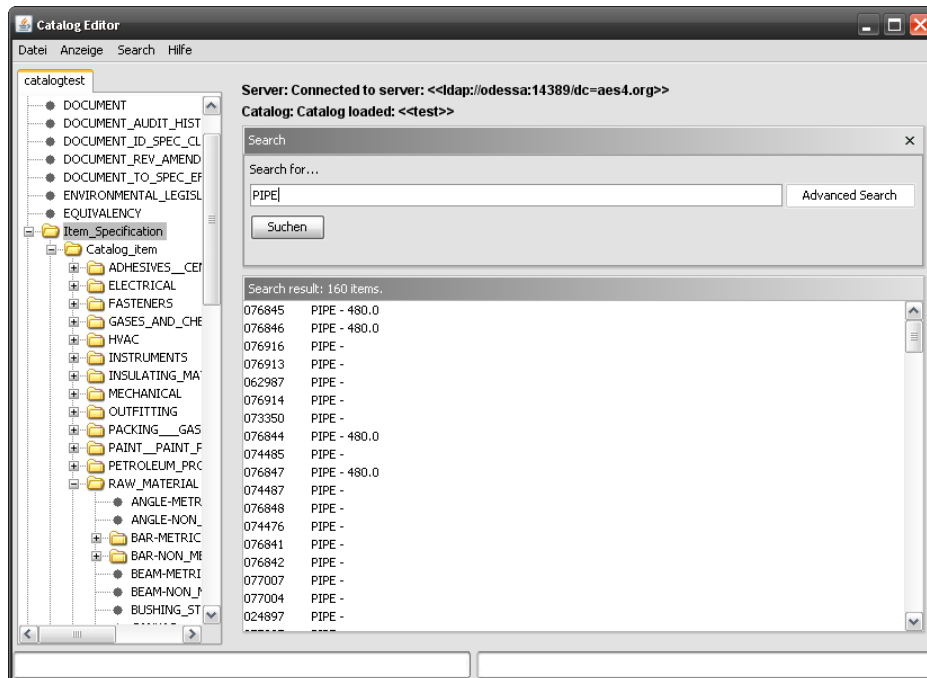 Catalog Editor
Datei Anzeige Search Hilfe
catalogtest
DOCUMENT
DOCUMENT_AUDIT_HIST
DOCUMENT_ID_SPEC_CL
DOCUMENT_REV_AMEND
DOCUMENT_TO_SPEC_EF
ENVIRONMENTAL_LEGISL
EQUIVALENCY
Item_Specification
Catalog_item
ADHESIVES__CEI
ELECTRICAL
FASTENERS
GASES_AND_CHE
HVAC
INSTRUMENTS
INSULATING_MA
MECHANICAL
OUTFITTING
PACKING___GAS
PAINT__PAINT_F
PETROLEUM_PRC
RAW_MATERIAL
ANGLE-METR
ANGLE-NON_
BAR-METRIC
BAR-NON_ME
BEAM-METRI
BEAM-NON_M
BUSHING_ST
Server: Connected to server: <<ldap://odessa:14389/dc=aes4.org>>
Catalog: Catalog loaded: <<test>>
Search
Search for...
PIPE
Advanced Search
Suchen
Search result: 160 items.
076845 PIPE - 480.0
076846 PIPE - 480.0
076916 PIPE -
076913 PIPE -
062987 PIPE -
076914 PIPE -
073350 PIPE -
076844 PIPE - 480.0
074485 PIPE -
076847 PIPE - 480.0
074487 PIPE -
076848 PIPE -
074476 PIPE -
076841 PIPE -
076842 PIPE -
077007 PIPE -
077004 PIPE -
024897 PIPE -